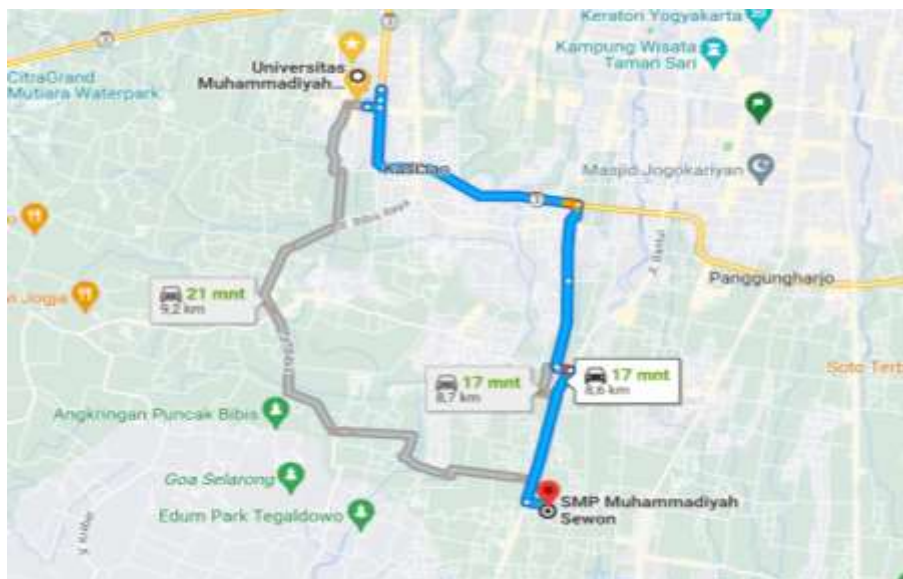 Keraton Yogyakarta
Kampung Wisata
Taman Sari
CitraGrand
Mutiara Waterpark
Universitas
Muhammadiyah...
Masjid Jogokariyan
3
Panggungharjo
Jogja
21 mnt
9,2 km
17 mnt
8,7 km
17 mnt
8,6 km
Soto Terb
Angkringan Puncak Bibis
Goa Selarong
Edum Park Tegaldowo
SMP Muhammadiyah
Sewon